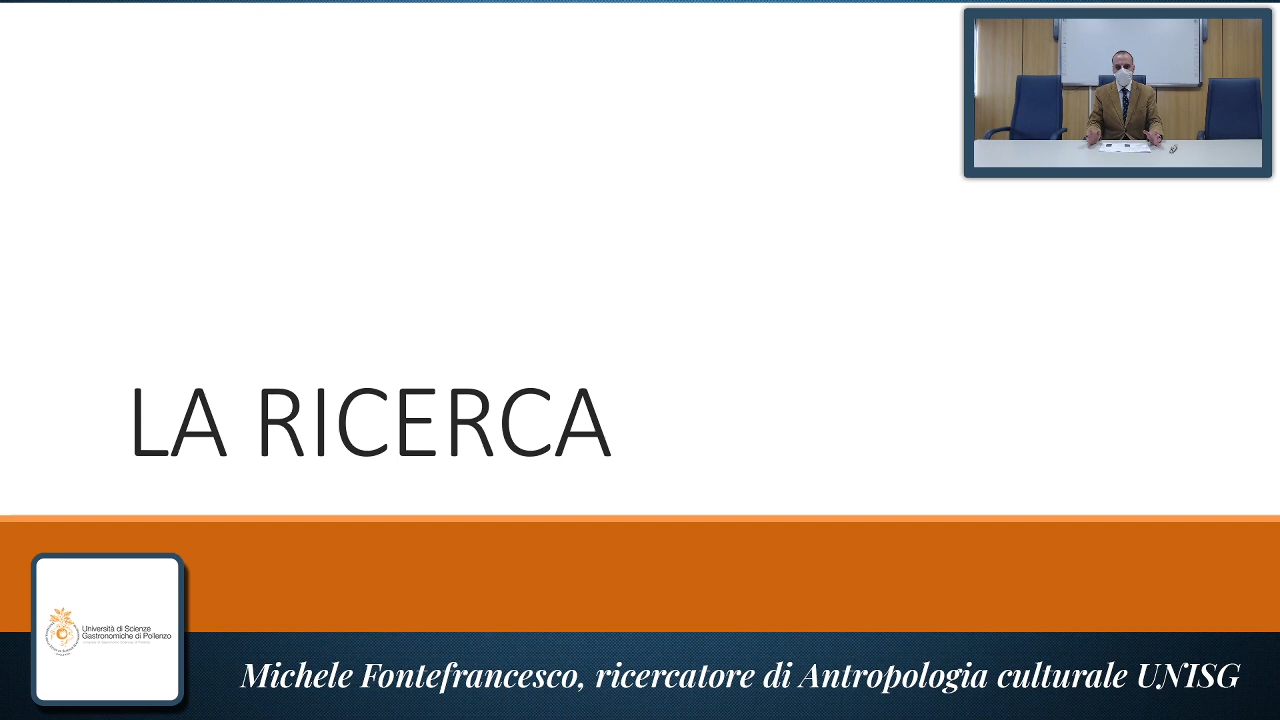 LA RICERCA
Università di Scienze
Gastronomiche di Pollenzo
Michele Fontefrancesco, ricercatore di Antropologia culturale UNISG